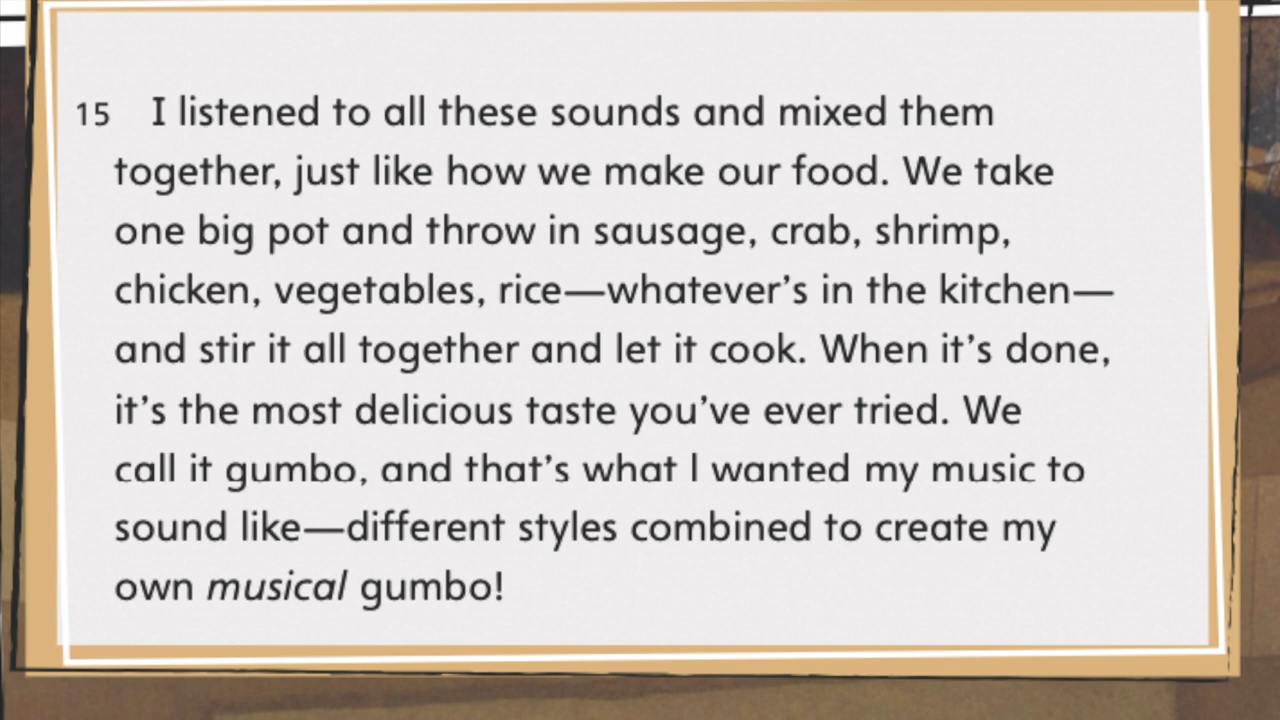 15 I listened to all these sounds and mixed them
together, just like how we make our food. We take
one big pot and throw in sausage, crab, shrimp,
chicken, vegetables, rice—whatever’s in the kitchen—
and stir it all together and let it cook. When it’s done,
it’s the most delicious taste you’ve ever tried. We
call it gumbo, and that’s what I wanted my music to
sound like—different styles combined to create my
own musical gumbo!